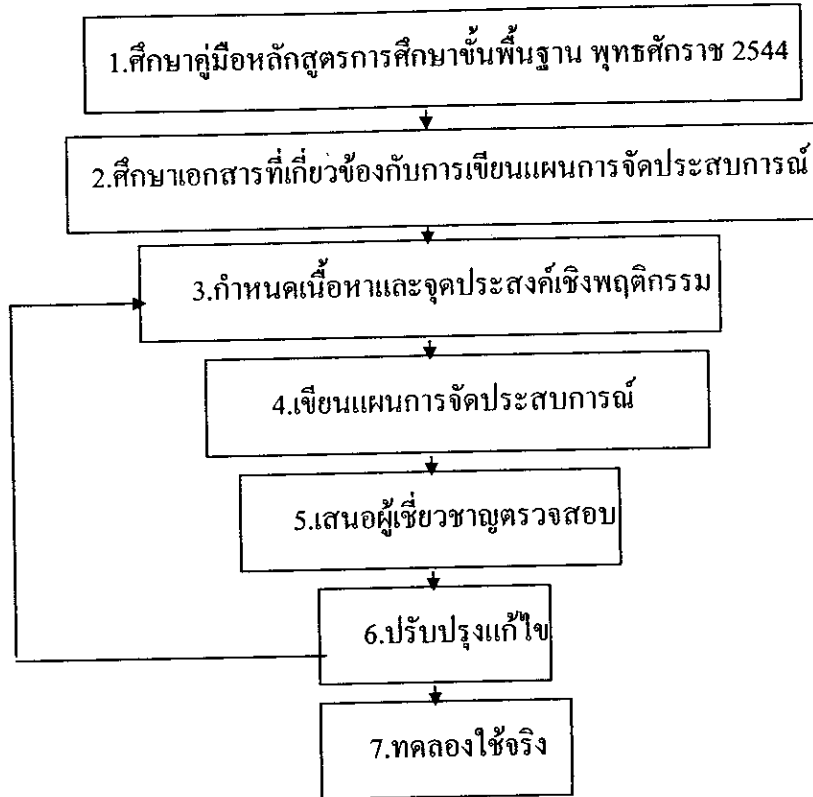 1.ศึกษาคู่มือหลักสูตรการศึกษาขั้นพื้นฐาน พุทธศักราช 2544
2.ศึกษาเอกสารที่เกี่ยวข้องกับการเขียนแผนการจัดประสบการณ์
3.กำหนดเนื้อหาและจุดประสงค์เชิงพฤติกรรม
4.เขียนแผนการจัดประสบการณ์
5.เสนอผู้เชี่ยวชาญตรวจสอบ
6.ปรับปรุงแก้ไข
7.ทดลองใช้จริง